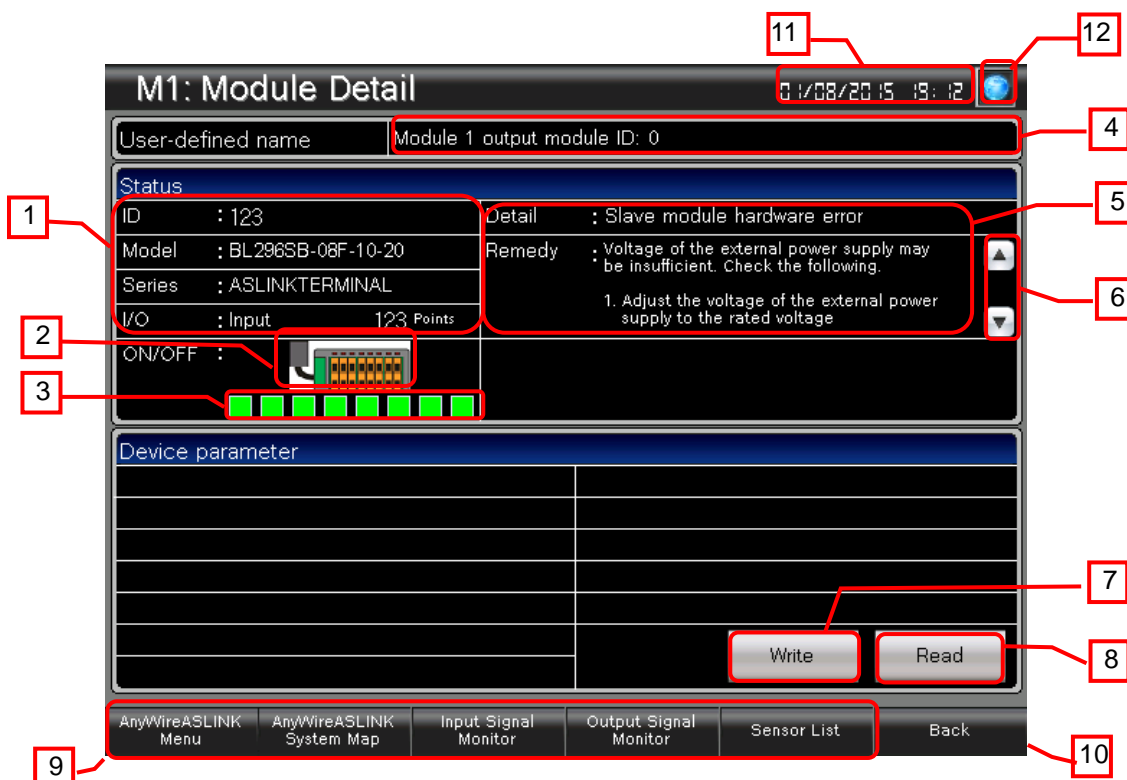 11
12
M1: Module Detail
01/08/2015 19:12
User-defined name
Module 1 output module ID: 0
4
Status
1
ID : 123
Detail : Slave module hardware error
5
Model : BL296SB-08F-10-20
Remedy : Voltage of the external power supply may
be insufficient. Check the following.
Series : ASLINKTERMINAL
1. Adjust the voltage of the external power
supply to the rated voltage
6
I/O : Input 123 Points
2
ON/OFF :
3
Device parameter
7
Write
Read
8
AnyWireASLINK
Menu
AnyWireASLINK
System Map
Input Signal
Monitor
Output Signal
Monitor
Sensor List
Back
9
10